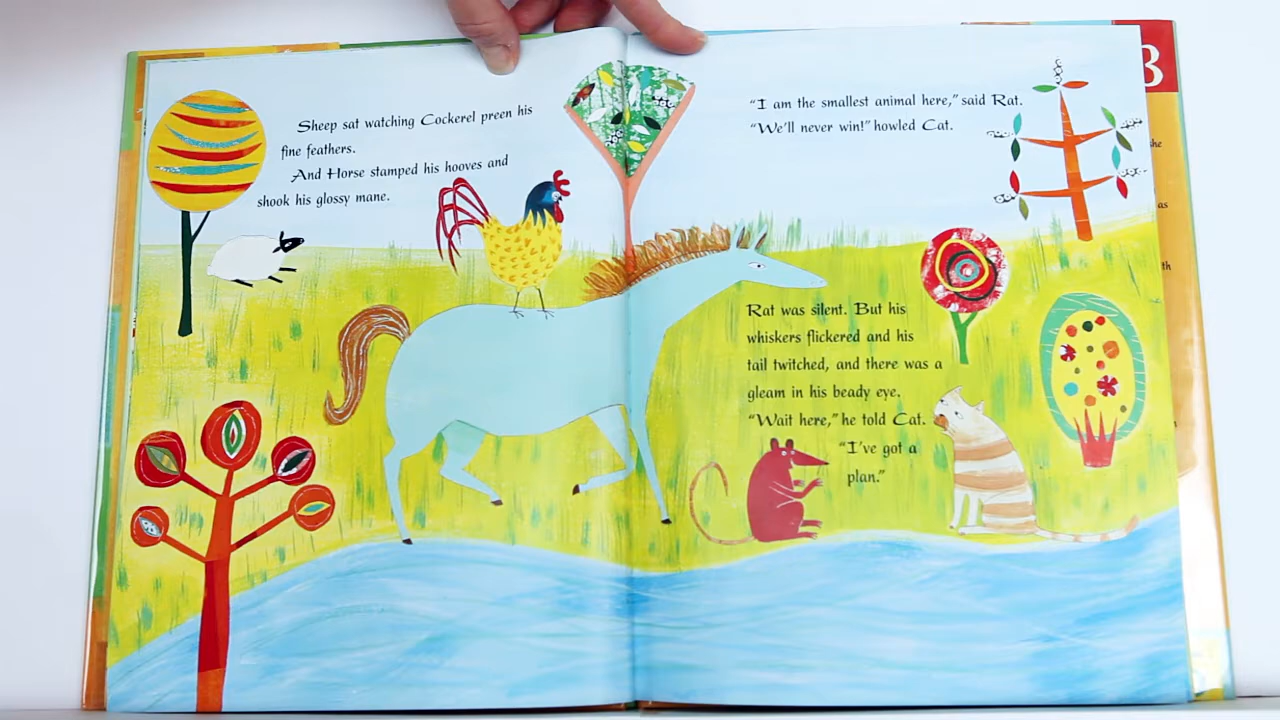 Sheep sat watching Cockerel preen his
fine feathers.
And Horse stamped his hooves and
shook his glossy mane.
"I am the smallest animal here," said Rat.
"We'll never win!" howled Cat.
Rat was silent. But his
whiskers flickered and his
tail twitched, and there was a
gleam in his beady eye.
"Wait here," he told Cat.
"I've got a
plan."